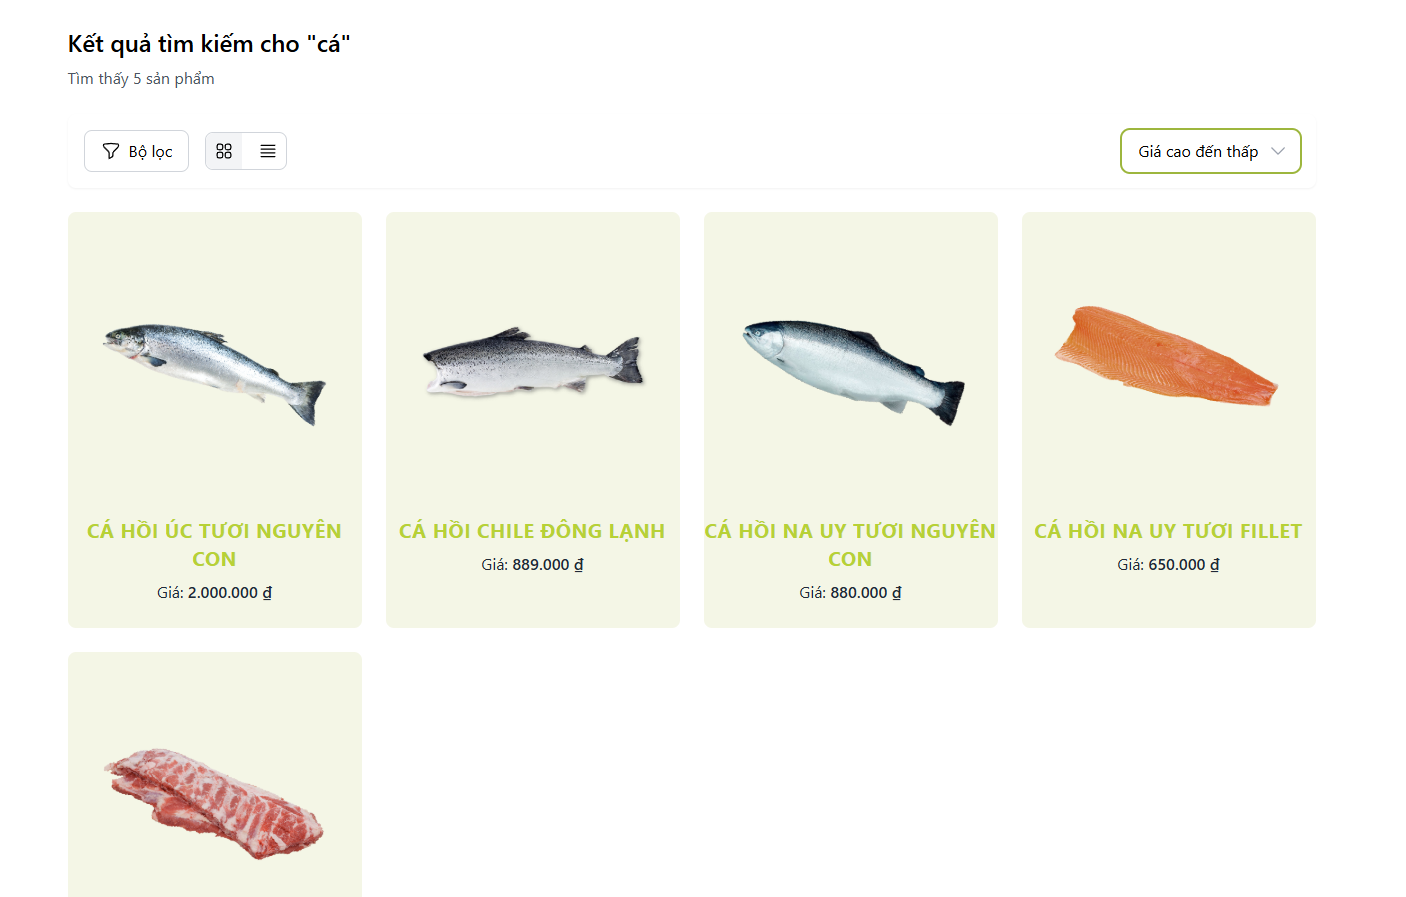 Kết quả tìm kiếm cho "cá"
Tìm thấy 5 sản phẩm
Bộ lọc
Giá cao đến thấp
CÁ HỒI ÚC TƯƠI NGUYÊN
CON
Giá: 2.000.000 ₫
CÁ HỒI CHILE ĐÔNG LẠNH
Giá: 889.000 ₫
CÁ HỒI NA UY TƯƠI NGUYÊN
CON
Giá: 880.000 ₫
CÁ HỒI NA UY TƯƠI FILLET
Giá: 650.000 ₫